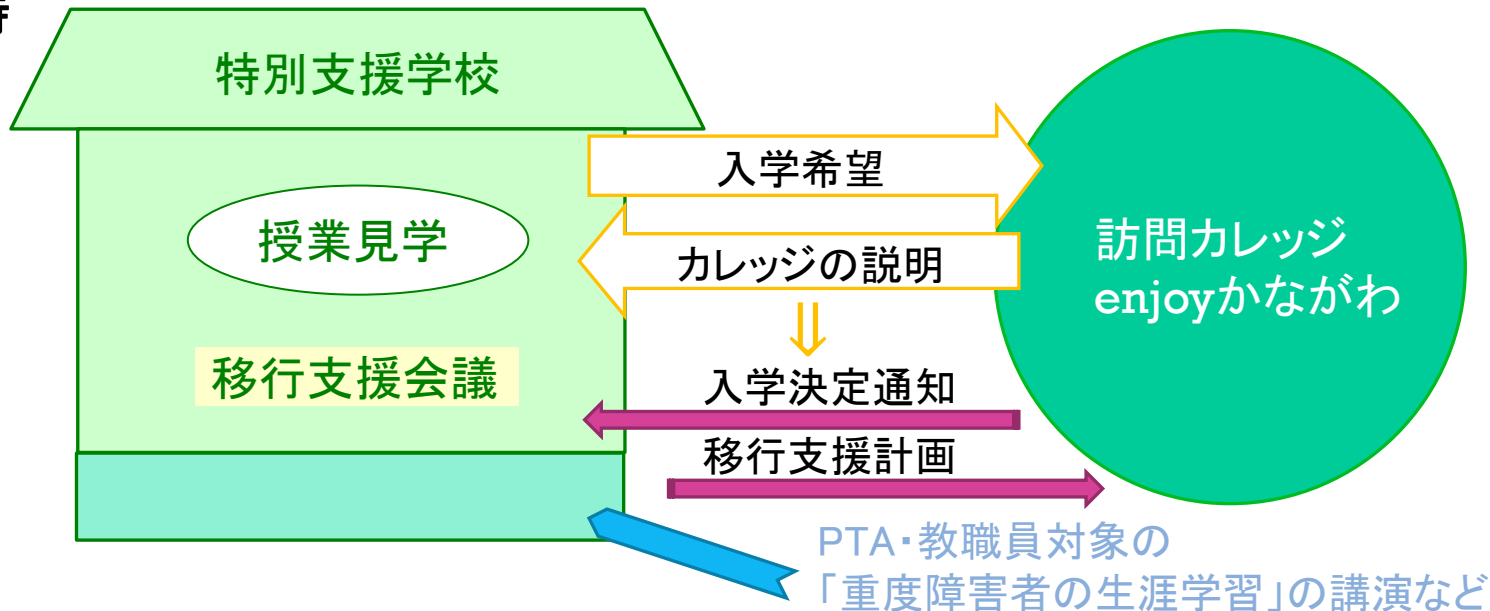 特別支援学校
入学希望
授業見学
カレッジの説明
訪問カレッジ
enjoyかながわ
移行支援会議
入学決定通知
移行支援計画
PTA・教職員対象の
「重度障害者の生涯学習」の講演など